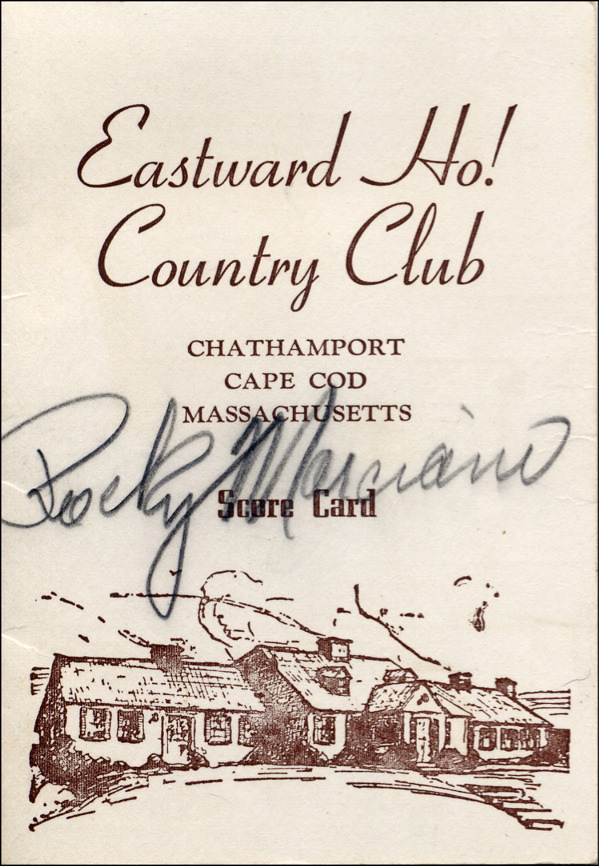 Eastward Ho!
Country Club
CHATHAMPORT
CAPE COD
MASSACHUSETTS
Rocky Marciano
Score Card